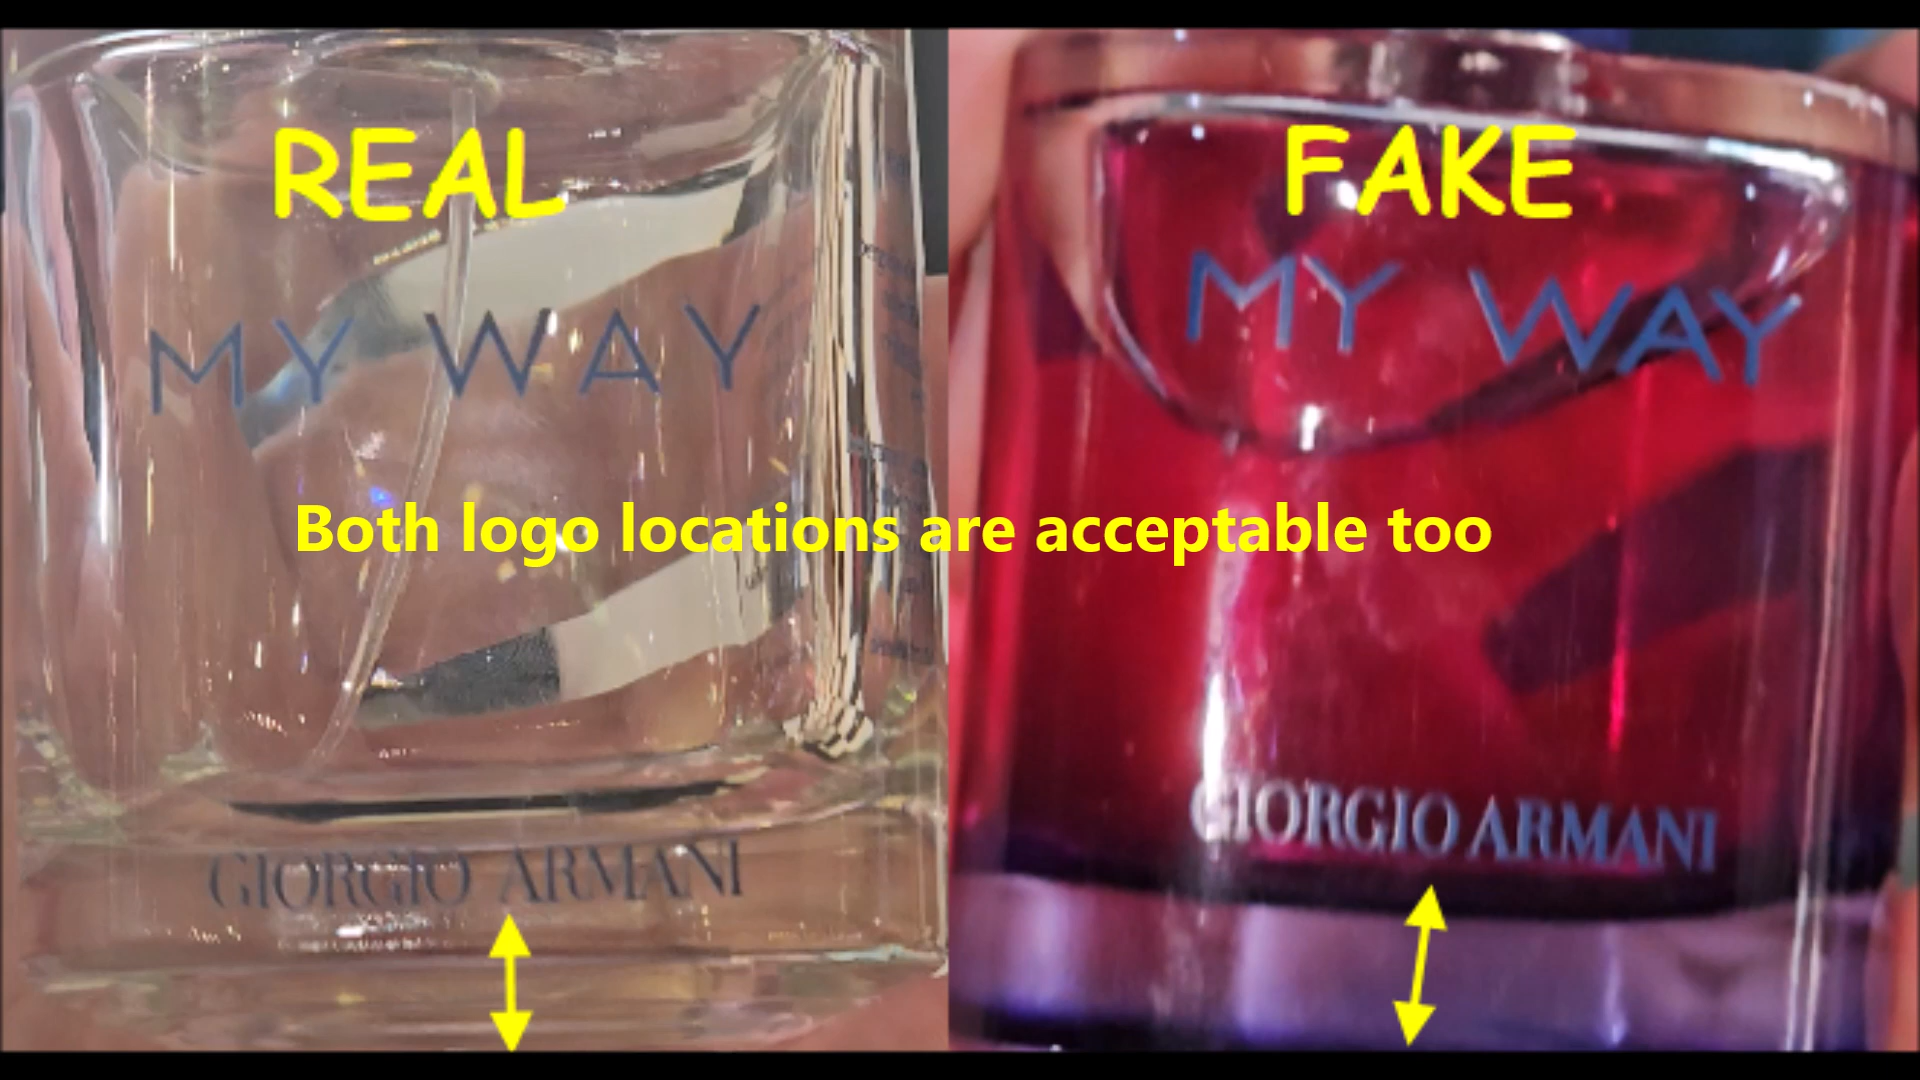 REAL
FAKE
MY WAY
MY WAY
Both logo locations are acceptable too
GIORGIO ARMANI
GIORGIO ARMANI